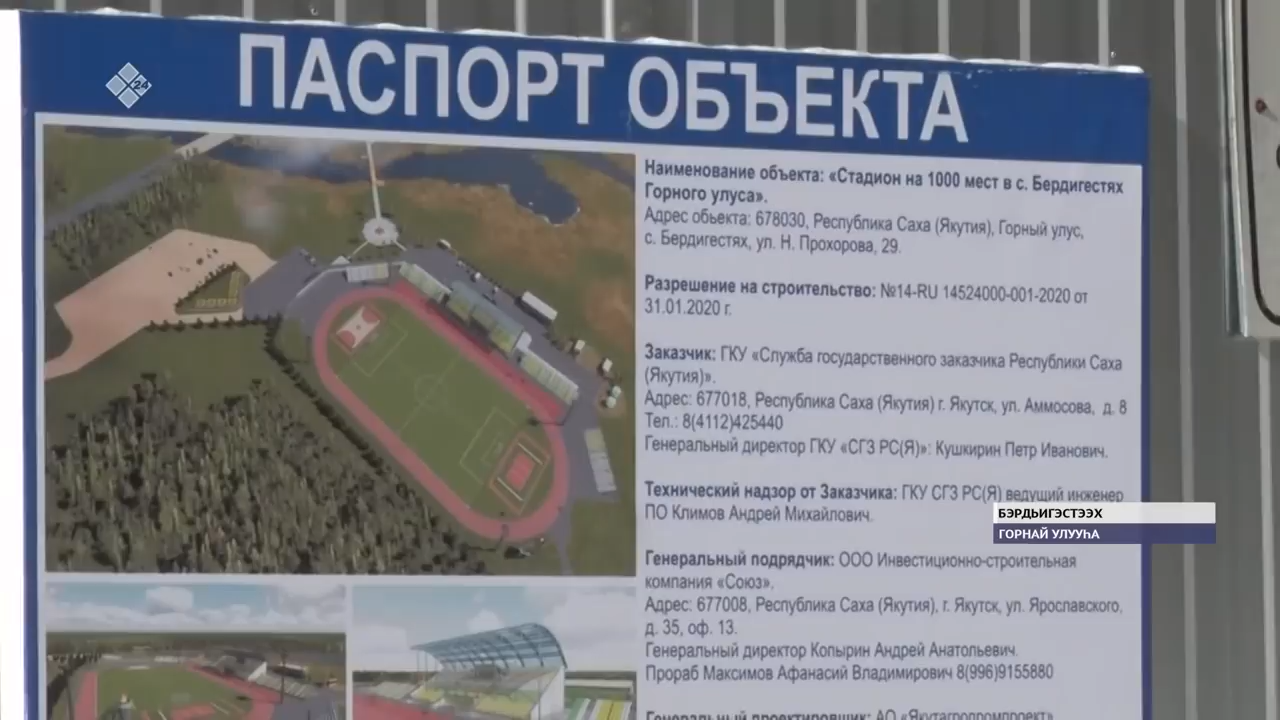 ПАСПОРТ ОБЪЕКТА
24
Наименование объекта: «Стадион на 1000 мест в с. Бердигестях
Горного улуса».
Адрес объекта: 678030, Республика Саха (Якутия), Горный улус,
с. Бердигестях, ул. Н. Прохорова, 29.
Разрешение на строительство: №14-RU 14524000-001-2020 от
31.01.2020 г.
Заказчик: ГКУ «Служба государственного заказчика Республики Саха
(Якутия)».
Адрес: 677018, Республика Саха (Якутия) г. Якутск, ул. Аммосова, д. 8
Тел.: 8(4112)425440
Генеральный директор ГКУ «СГЗ РС(Я)»: Кушкирин Петр Иванович.
Технический надзор от Заказчика: ГКУ СГЗ РС(Я) ведущий инженер
ПО Климов Андрей Михайлович.
БЭРДЬИГЭСТЭЭХ
ГОРНАЙ УЛУУҺА
Генеральный подрядчик: ООО Инвестиционно-строительная
компания «Союз».
Адрес: 677008, Республика Саха (Якутия), г. Якутск, ул. Ярославского,
д. 35, оф. 13.
Генеральный директор Копырин Андрей Анатольевич.
Прораб Максимов Афанасий Владимирович 8(996)9155880
Генеральный проектировщик: АО «Якутагропромпроект»